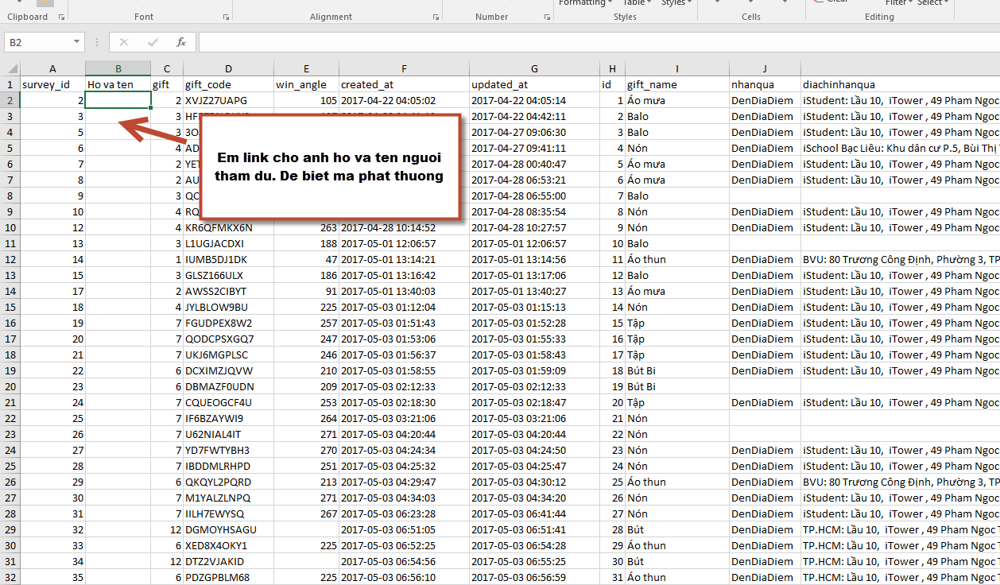 Formatting Table Styles Clear Filter Select
Clipboard Font Alignment Number Styles Cells Editing
B2 fx
A B C D E F G H I J
1 survey_id Ho va ten gift gift_code win_angle created_at updated_at id gift_name nhanqua diachinhanqua
2 2 2 XVJZ27UAPG 105 2017-04-22 04:05:02 2017-04-22 04:05:14 1 Áo mưa DenDiaDiem iStudent: Lầu 10, iTower , 49 Pham Ngoc
3 3 3 2017-04-22 04:42:11 2 Balo DenDiaDiem iStudent: Lầu 10, iTower , 49 Pham Ngoc
4 5 3 2017-04-27 09:06:30 3 Balo DenDiaDiem iStudent: Lầu 10, iTower , 49 Pham Ngoc
5 6 4 2017-04-27 09:41:11 4 Nón DenDiaDiem iSchool Bạc Liêu: Khu dân cư P.5, Bùi Thị
6 7 2 2017-04-28 00:40:47 5 Áo mưa DenDiaDiem iStudent: Lầu 10, iTower , 49 Pham Ngoc
7 8 2 2017-04-28 06:53:21 6 Áo mưa DenDiaDiem iStudent: Lầu 10, iTower , 49 Pham Ngoc
8 9 3 2017-04-28 06:55:00 7 Balo
9 10 4 2017-04-28 08:35:54 8 Nón DenDiaDiem iStudent: Lầu 10, iTower , 49 Pham Ngoc
Em link cho anh ho va ten nguoi
tham du. De biet ma phat thuong
10 12 4 KR6QFMKX6N 263 2017-04-28 10:14:52 2017-04-28 10:27:57 9 Nón DenDiaDiem iStudent: Lầu 10, iTower , 49 Pham Ngoc
11 13 3 L1UGJACDXI 188 2017-05-01 12:06:57 2017-05-01 12:06:57 10 Balo
12 14 1 IUMB5DJ1DK 47 2017-05-01 13:14:21 2017-05-01 13:14:56 11 Áo thun DenDiaDiem BVU: 80 Trương Công Định, Phường 3, TP
13 15 3 GLSZ166ULX 186 2017-05-01 13:16:42 2017-05-01 13:17:06 12 Balo DenDiaDiem iStudent: Lầu 10, iTower , 49 Pham Ngoc
14 17 2 AWSS2CIBYT 91 2017-05-01 13:40:03 2017-05-01 13:40:27 13 Áo mưa DenDiaDiem iStudent: Lầu 10, iTower , 49 Pham Ngoc
15 18 4 JYLBLOW9BU 225 2017-05-03 01:12:04 2017-05-03 01:15:13 14 Nón DenDiaDiem iStudent: Lầu 10, iTower , 49 Pham Ngoc
16 19 7 FGUDPEX8W2 257 2017-05-03 01:51:43 2017-05-03 01:52:28 15 Tập DenDiaDiem iStudent: Lầu 10, iTower , 49 Pham Ngoc
17 20 7 QODCPSXGQ7 247 2017-05-03 01:53:06 2017-05-03 01:55:33 16 Tập DenDiaDiem iStudent: Lầu 10, iTower , 49 Pham Ngoc
18 21 7 UKJ6MGPLSC 246 2017-05-03 01:56:37 2017-05-03 01:58:43 17 Tập DenDiaDiem iStudent: Lầu 10, iTower , 49 Pham Ngoc
19 22 6 DCXIMZJQVW 210 2017-05-03 01:58:55 2017-05-03 01:59:09 18 Bút Bi DenDiaDiem iStudent: Lầu 10, iTower , 49 Pham Ngoc
20 23 6 DBMAZF0UDN 209 2017-05-03 02:12:33 2017-05-03 02:12:33 19 Bút Bi
21 24 7 CQUEOGCF4U 253 2017-05-03 02:18:30 2017-05-03 02:18:47 20 Tập DenDiaDiem iStudent: Lầu 10, iTower , 49 Pham Ngoc
22 25 7 IF6BZAYWI9 264 2017-05-03 03:21:06 2017-05-03 03:21:06 21 Nón
23 26 7 U62NIAL4IT 271 2017-05-03 04:20:44 2017-05-03 04:20:44 22 Nón
24 27 7 YD7FWTYBH3 270 2017-05-03 04:24:34 2017-05-03 04:24:50 23 Nón DenDiaDiem iStudent: Lầu 10, iTower , 49 Pham Ngoc
25 28 7 IBDDMLRHPD 251 2017-05-03 04:25:32 2017-05-03 04:25:47 24 Nón DenDiaDiem iStudent: Lầu 10, iTower , 49 Pham Ngoc
26 29 6 QKQYL2PQRD 213 2017-05-03 04:29:47 2017-05-03 04:30:12 25 Áo thun DenDiaDiem BVU: 80 Trương Công Định, Phường 3, TP
27 30 7 M1YALZLNPQ 271 2017-05-03 04:34:03 2017-05-03 04:34:20 26 Nón DenDiaDiem iStudent: Lầu 10, iTower , 49 Pham Ngoc
28 31 7 IILH7EWYSQ 267 2017-05-03 06:23:28 2017-05-03 06:41:44 27 Nón DenDiaDiem iStudent: Lầu 10, iTower , 49 Pham Ngoc
29 32 12 DGMOYHSAGU 2017-05-03 06:51:05 2017-05-03 06:51:41 28 Bút DenDiaDiem TP.HCM: Lầu 10, iTower , 49 Pham Ngoc T
30 33 6 XED8X4OKY1 225 2017-05-03 06:52:25 2017-05-03 06:54:28 29 Áo thun DenDiaDiem TP.HCM: Lầu 10, iTower , 49 Pham Ngoc T
31 34 12 DTZ2VJAKID 2017-05-03 06:54:56 2017-05-03 06:55:25 30 Bút DenDiaDiem TP.HCM: Lầu 10, iTower , 49 Pham Ngoc T
32 35 6 PDZGPBLM68 225 2017-05-03 06:56:10 2017-05-03 06:56:59 31 Áo thun DenDiaDiem TP.HCM: Lầu 10, iTower , 49 Pham Ngoc T